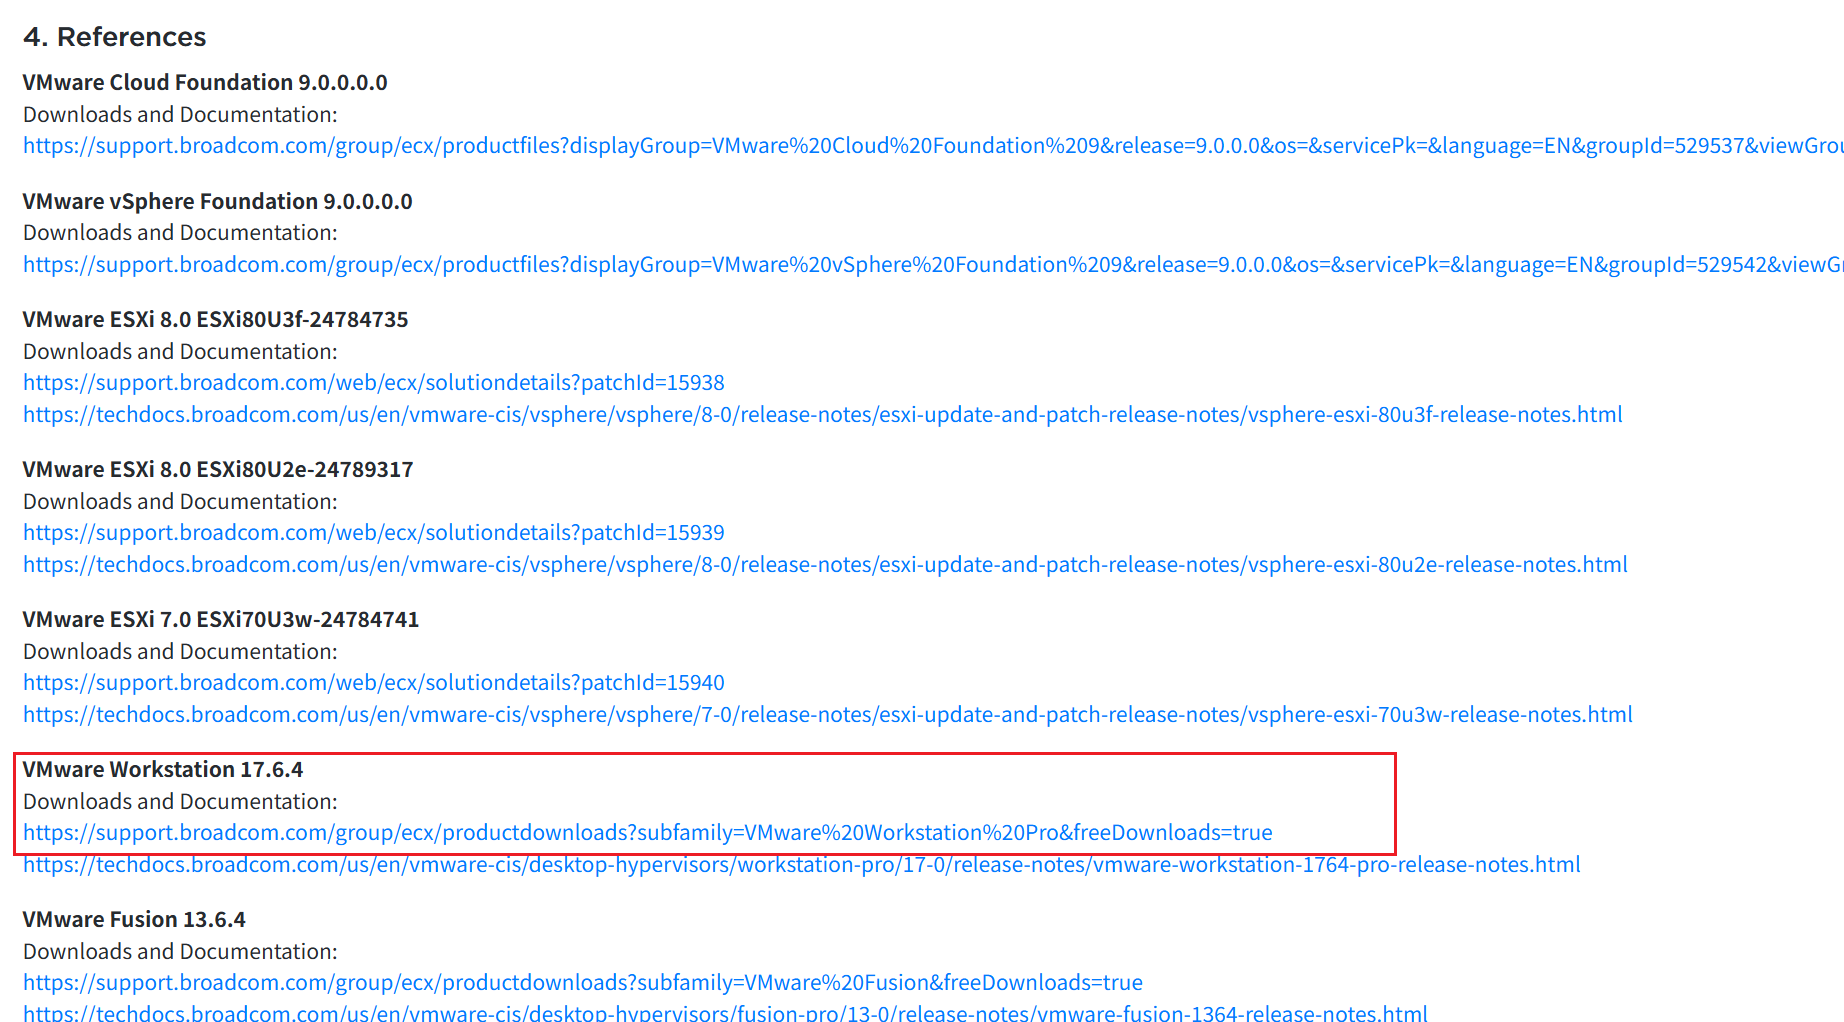 4. References
VMware Cloud Foundation 9.0.0.0.0
Downloads and Documentation:
https://support.broadcom.com/group/ecx/productfiles?displayGroup=VMware%20Cloud%20Foundation%209&release=9.0.0.0&os=&servicePk=&language=EN&groupId=529537&viewGrou
VMware vSphere Foundation 9.0.0.0.0
Downloads and Documentation:
https://support.broadcom.com/group/ecx/productfiles?displayGroup=VMware%20vSphere%20Foundation%209&release=9.0.0.0&os=&servicePk=&language=EN&groupId=529542&viewGr
VMware ESXi 8.0 ESXi80U3f-24784735
Downloads and Documentation:
https://support.broadcom.com/web/ecx/solutiondetails?patchId=15938
https://techdocs.broadcom.com/us/en/vmware-cis/vsphere/vsphere/8-0/release-notes/esxi-update-and-patch-release-notes/vsphere-esxi-80u3f-release-notes.html
VMware ESXi 8.0 ESXi80U2e-24789317
Downloads and Documentation:
https://support.broadcom.com/web/ecx/solutiondetails?patchId=15939
https://techdocs.broadcom.com/us/en/vmware-cis/vsphere/vsphere/8-0/release-notes/esxi-update-and-patch-release-notes/vsphere-esxi-80u2e-release-notes.html
VMware ESXi 7.0 ESXi70U3w-24784741
Downloads and Documentation:
https://support.broadcom.com/web/ecx/solutiondetails?patchId=15940
https://techdocs.broadcom.com/us/en/vmware-cis/vsphere/vsphere/7-0/release-notes/esxi-update-and-patch-release-notes/vsphere-esxi-70u3w-release-notes.html
VMware Workstation 17.6.4
Downloads and Documentation:
https://support.broadcom.com/group/ecx/productdownloads?subfamily=VMware%20Workstation%20Pro&freeDownloads=true
https://techdocs.broadcom.com/us/en/vmware-cis/desktop-hypervisors/workstation-pro/17-0/release-notes/vmware-workstation-1764-pro-release-notes.html
VMware Fusion 13.6.4
Downloads and Documentation:
https://support.broadcom.com/group/ecx/productdownloads?subfamily=VMware%20Fusion&freeDownloads=true
https://techdocs.broadcom.com/us/en/vmware-cis/desktop-hypervisors/fusion-pro/13-0/release-notes/vmware-fusion-1364-release-notes.html